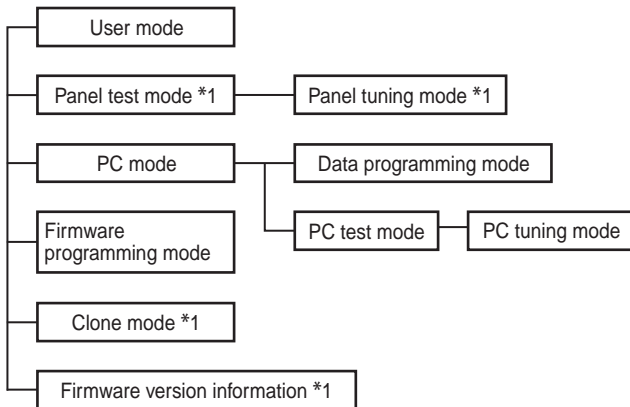 User mode
Panel test mode *1
Panel tuning mode *1
PC mode
Data programming mode
PC test mode
PC tuning mode
Firmware
programming mode
Clone mode *1
Firmware version information *1